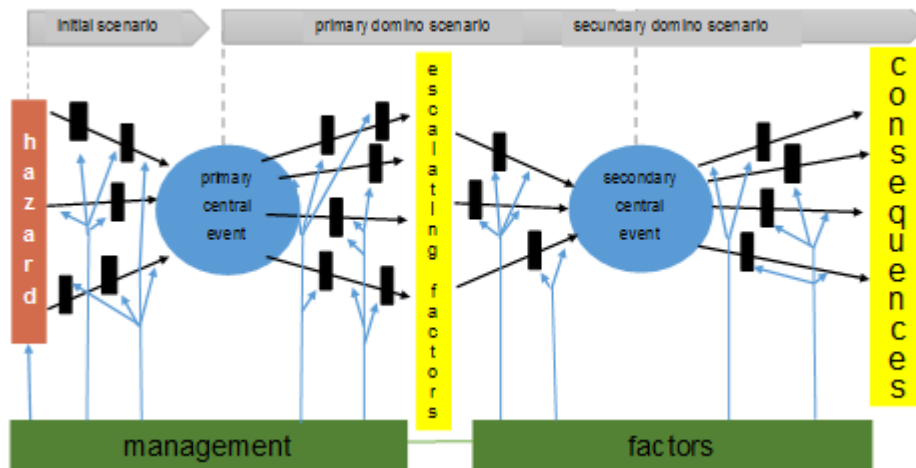 initial scenario
primary domino scenario
secundary domino scenario
hazard
primary
central
event
escalating factors
secondary
central
event
consequences
management
factors